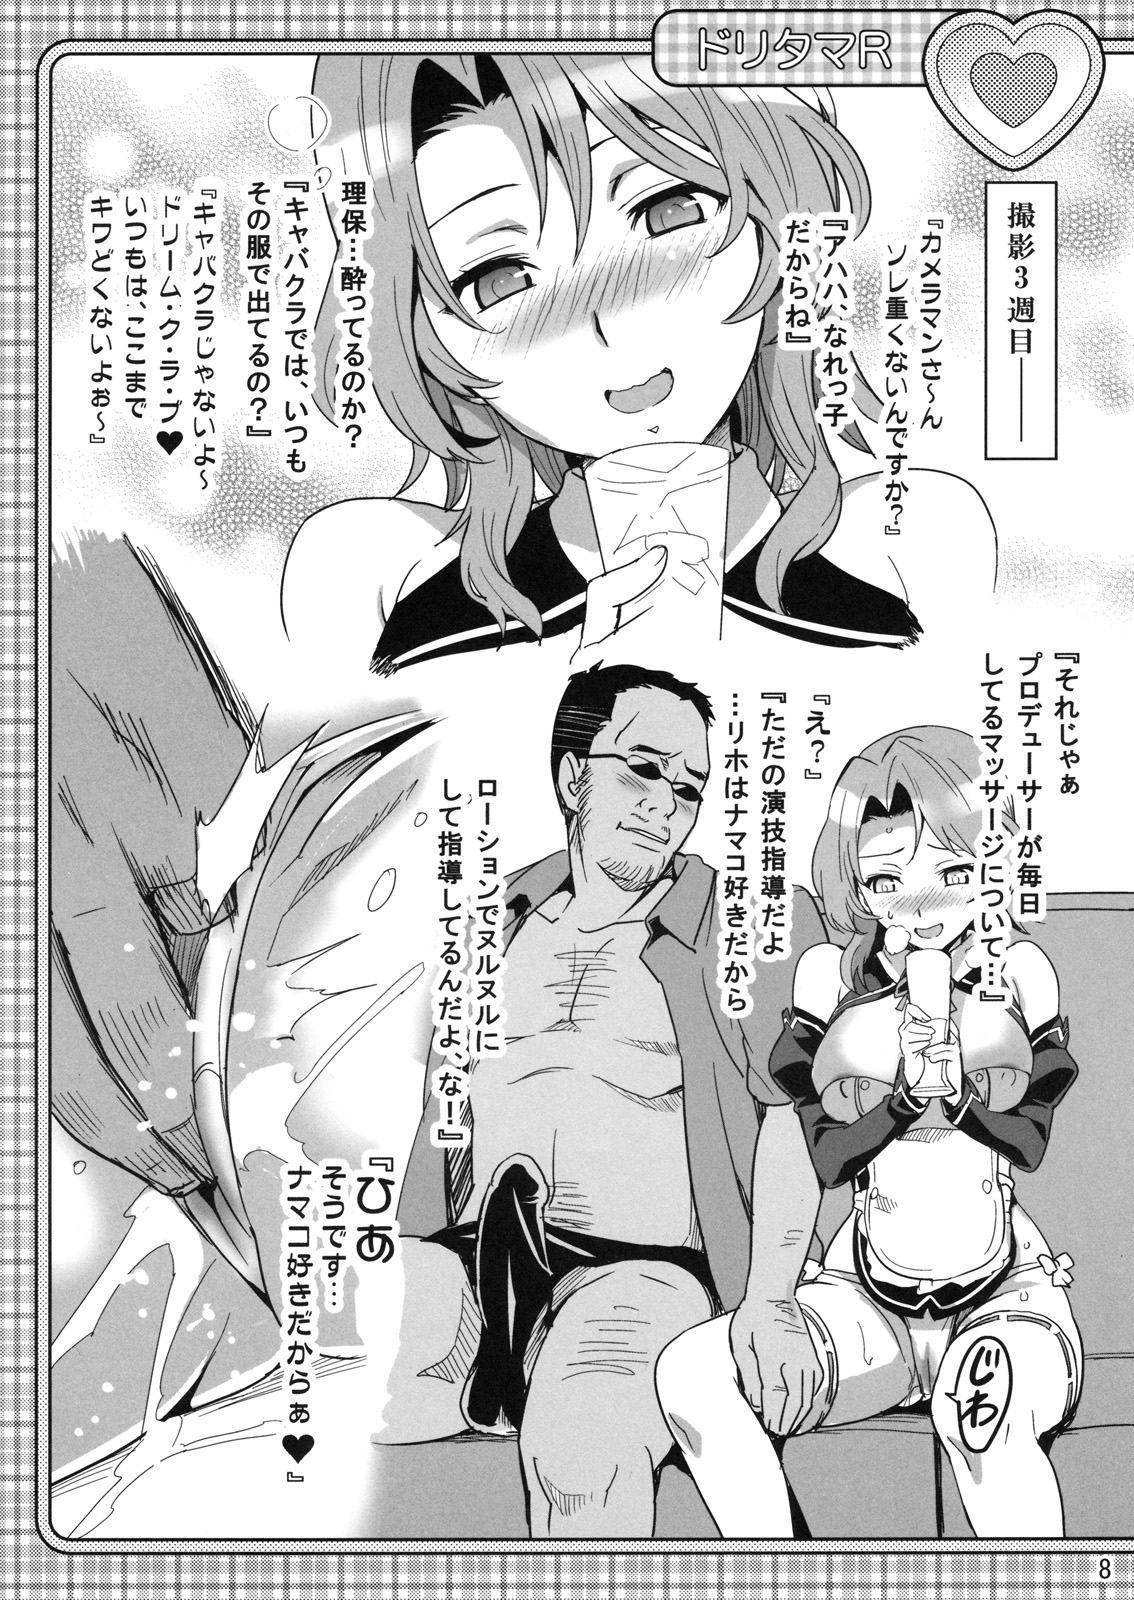 ドリタマR
撮影3週目――
『カメラマンさ～ん
ソレ重くないんですか?』
『アハハ、なれっ子
だからね』
理保…酔ってるのか?
『キャバクラでは、いつも
その服で出てるの?』
『キャバクラじゃないよ～
ドリーム・ク・ラ・ブ♥
いつもは、ここまで
キワどくないよぉ～』
『それじゃぁ
プロデューサーが毎日
してるマッサージについて…』
『え?』
『ただの演技指導だよ
…リホはナマコ好きだから
ローションでヌルヌルに
して指導してるんだよ、な!』
『ひあ
そうです…
ナマコ好きだからぁ♥』
じわ
8